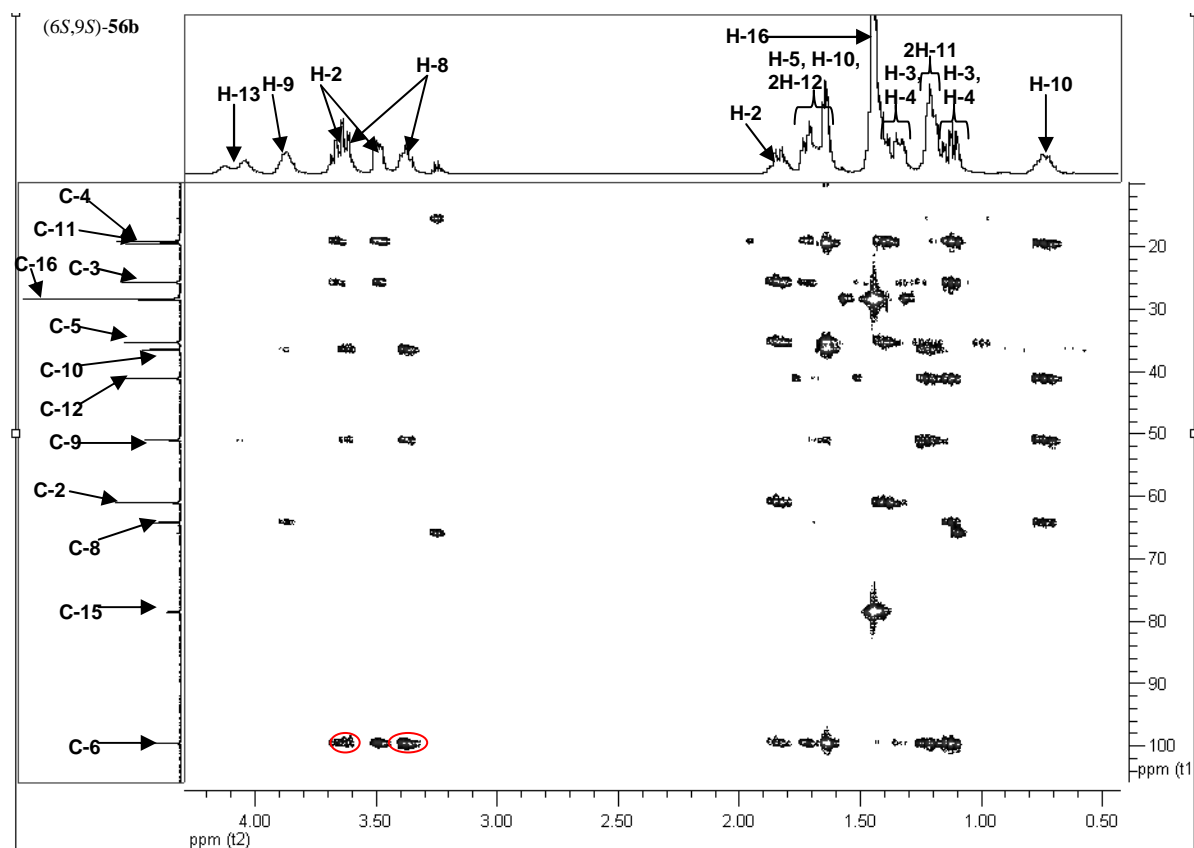 (6S,9S)-56b
H-16
2H-11
H-5, H-10,
2H-12
H-3,
H-4
H-3,
H-4
H-2
H-8
H-9
H-13
H-2
H-10
C-4
C-11
C-16
C-3
C-5
C-10
C-12
C-9
C-2
C-8
C-15
C-6
20
30
40
50
60
70
80
90
100
ppm (t1
4.00
3.50
3.00
2.50
2.00
1.50
1.00
0.50
ppm (t2)